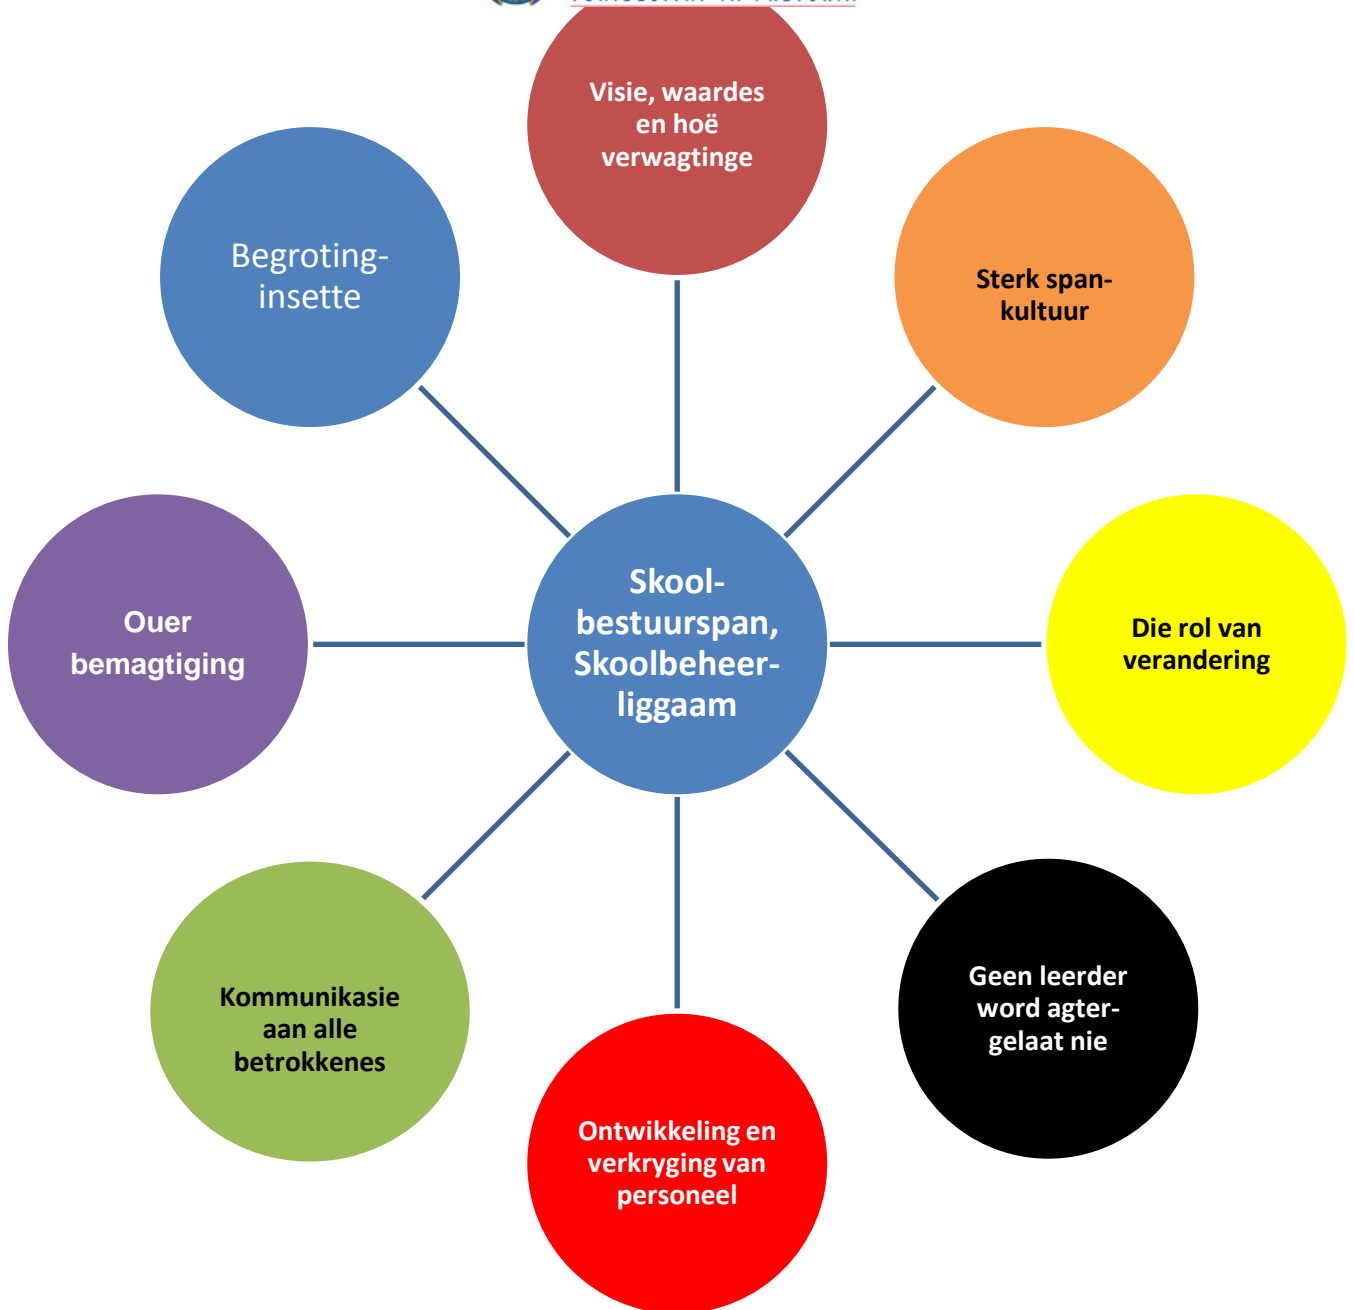 Visie, waardes
en hoë
verwagtinge
Sterk span-
kultuur
Die rol van
verandering
Geen leerder
word agter-
gelaat nie
Ontwikkeling en
verkryging van
personeel
Kommunikasie
aan alle
betrokkenes
Ouer
bemagtiging
Begroting-
insette
Skool-
bestuurspan,
Skoolbeheer-
liggaam